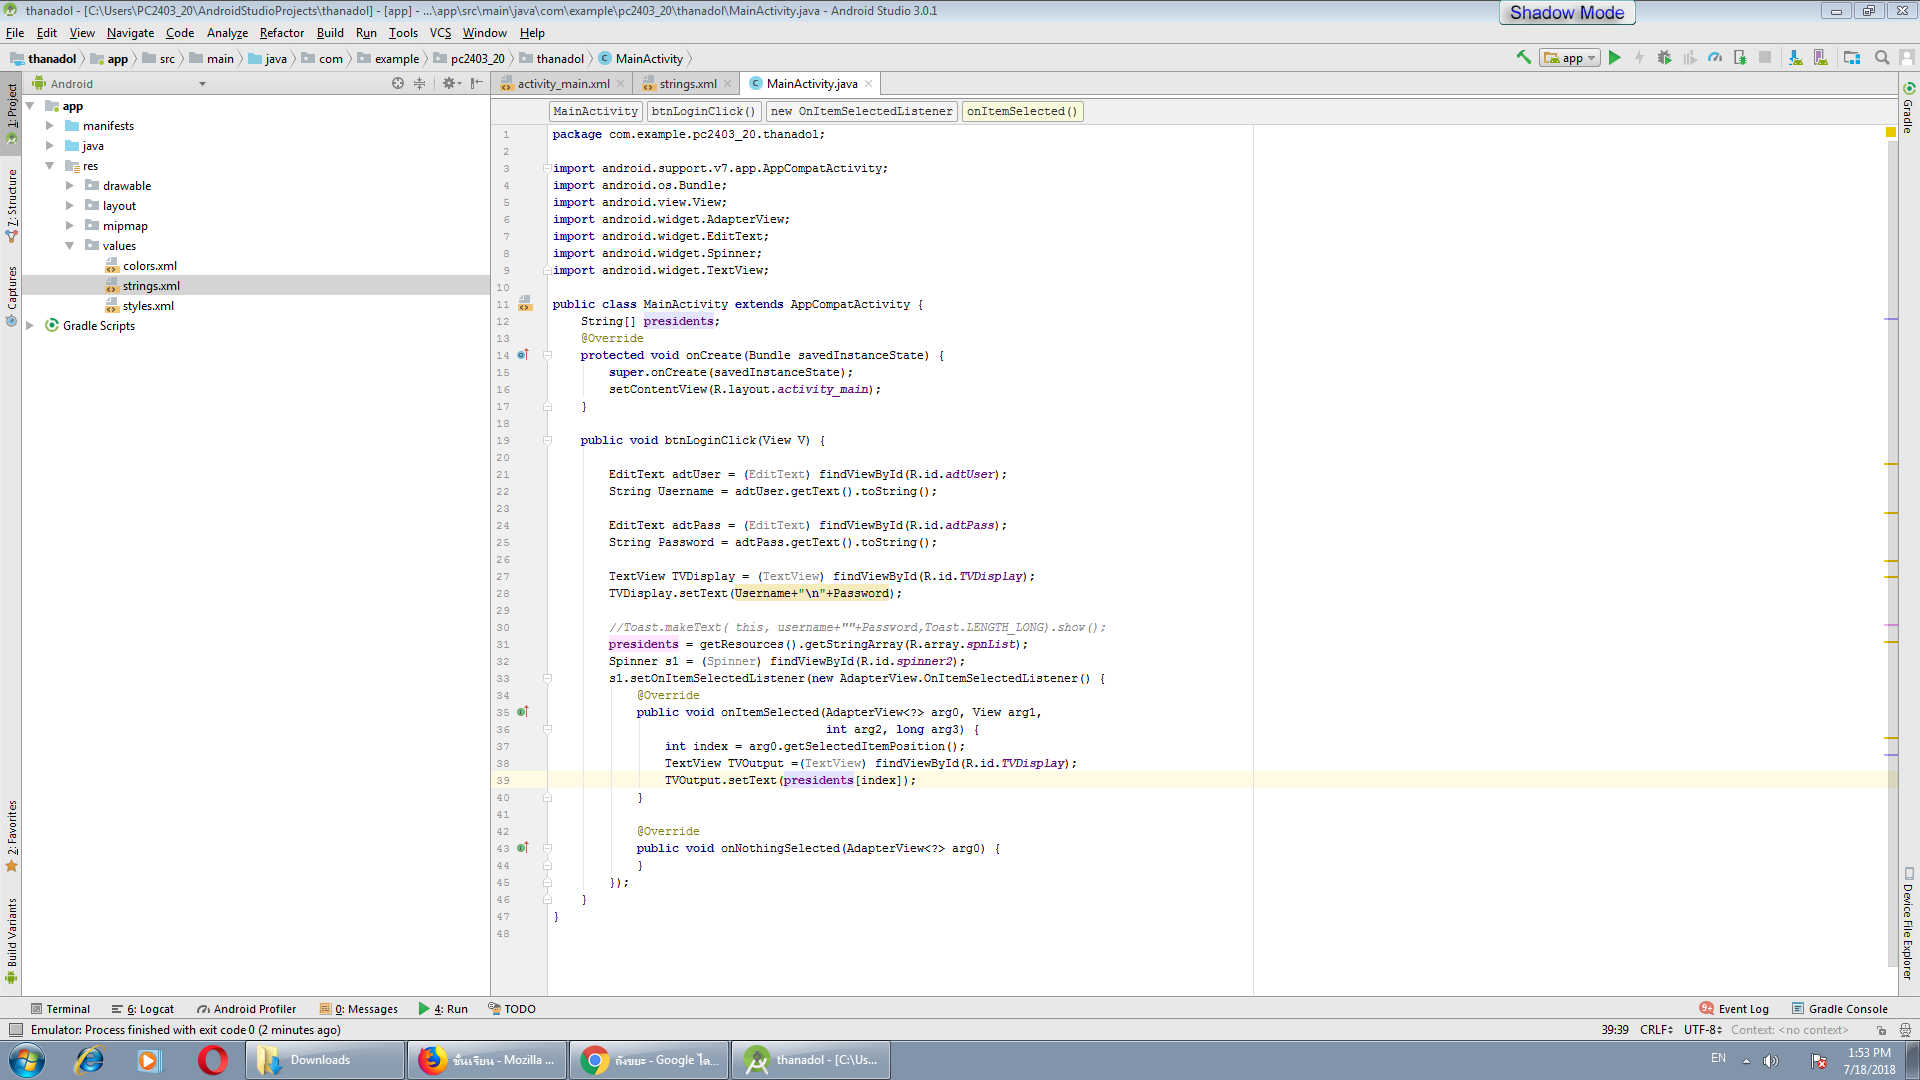 thanadol - [C:\Users\PC2403_20\AndroidStudioProjects\thanadol] - [app] - ...\app\src\main\java\com\example\pc2403_20\thanadol\MainActivity.java - Android Studio 3.0.1
Shadow Mode
File Edit View Navigate Code Analyze Refactor Build Run Tools VCS Window Help
thanadol app src main java com example pc2403_20 thanadol MainActivity
app
Android
activity_main.xml strings.xml MainActivity.java
MainActivity btnLoginClick() new OnItemSelectedListener onItemSelected()
1: Project
7: Structure
Captures
2: Favorites
Build Variants
app
manifests
java
res
drawable
layout
mipmap
values
colors.xml
strings.xml
styles.xml
Gradle Scripts
1 package com.example.pc2403_20.thanadol;
2
3 import android.support.v7.app.AppCompatActivity;
4 import android.os.Bundle;
5 import android.view.View;
6 import android.widget.AdapterView;
7 import android.widget.EditText;
8 import android.widget.Spinner;
9 import android.widget.TextView;
10
11 public class MainActivity extends AppCompatActivity {
12 String[] presidents;
13 @Override
14 protected void onCreate(Bundle savedInstanceState) {
15 super.onCreate(savedInstanceState);
16 setContentView(R.layout.activity_main);
17 }
18
19 public void btnLoginClick(View V) {
20
21 EditText adtUser = (EditText) findViewById(R.id.adtUser);
22 String Username = adtUser.getText().toString();
23
24 EditText adtPass = (EditText) findViewById(R.id.adtPass);
25 String Password = adtPass.getText().toString();
26
27 TextView TVDisplay = (TextView) findViewById(R.id.TVDisplay);
28 TVDisplay.setText(Username+"\n"+Password);
29
30 //Toast.makeText( this, username+""+Password,Toast.LENGTH_LONG).show();
31 presidents = getResources().getStringArray(R.array.spnList);
32 Spinner s1 = (Spinner) findViewById(R.id.spinner2);
33 s1.setOnItemSelectedListener(new AdapterView.OnItemSelectedListener() {
34 @Override
35 public void onItemSelected(AdapterView<?> arg0, View arg1,
36 int arg2, long arg3) {
37 int index = arg0.getSelectedItemPosition();
38 TextView TVOutput =(TextView) findViewById(R.id.TVDisplay);
39 TVOutput.setText(presidents[index]);
40 }
41
42 @Override
43 public void onNothingSelected(AdapterView<?> arg0) {
44 }
45 });
46 }
47 }
48
Gradle
Device File Explorer
Terminal 6: Logcat Android Profiler 0: Messages 4: Run TODO
9+ Event Log Gradle Console
Emulator: Process finished with exit code 0 (2 minutes ago)
39:39 CRLF UTF-8 Context: <no context>
Downloads
ชั้นเรียน - Mozilla ...
ถังขยะ - Google ได...
thanadol - [C:\Us...
EN
1:53 PM
7/18/2018